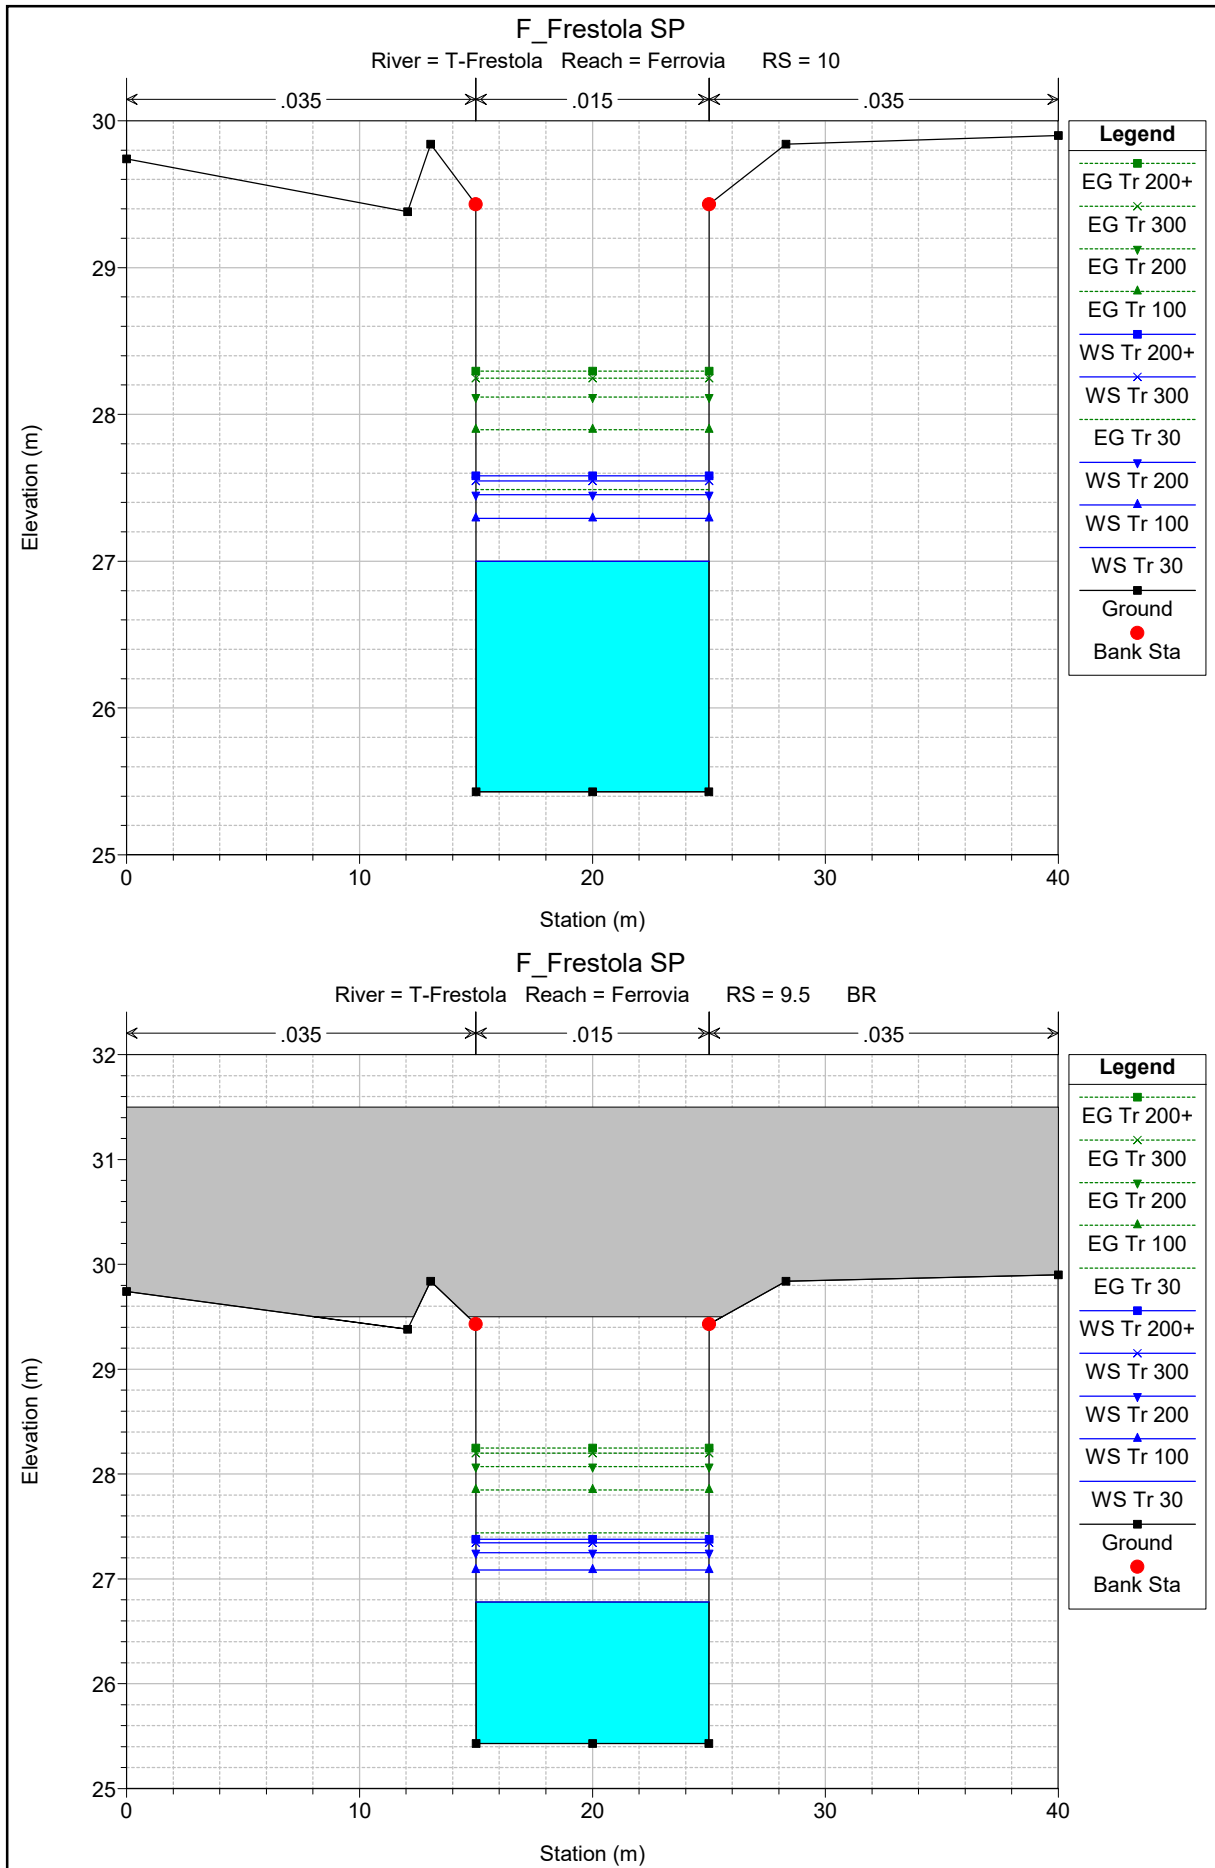 F_Frestola SP
River = T-Frestola Reach = Ferrovia RS = 10
.035 .015 .035
30
29
28
27
26
25
0 10 20 30 40
Elevation (m)
Station (m)
Legend
EG Tr 200+
EG Tr 300
EG Tr 200
EG Tr 100
WS Tr 200+
WS Tr 300
EG Tr 30
WS Tr 200
WS Tr 100
WS Tr 30
Ground
Bank Sta
F_Frestola SP
River = T-Frestola Reach = Ferrovia RS = 9.5 BR
.035 .015 .035
32
31
30
29
28
27
26
25
0 10 20 30 40
Elevation (m)
Station (m)
Legend
EG Tr 200+
EG Tr 300
EG Tr 200
EG Tr 100
EG Tr 30
WS Tr 200+
WS Tr 300
WS Tr 200
WS Tr 100
WS Tr 30
Ground
Bank Sta